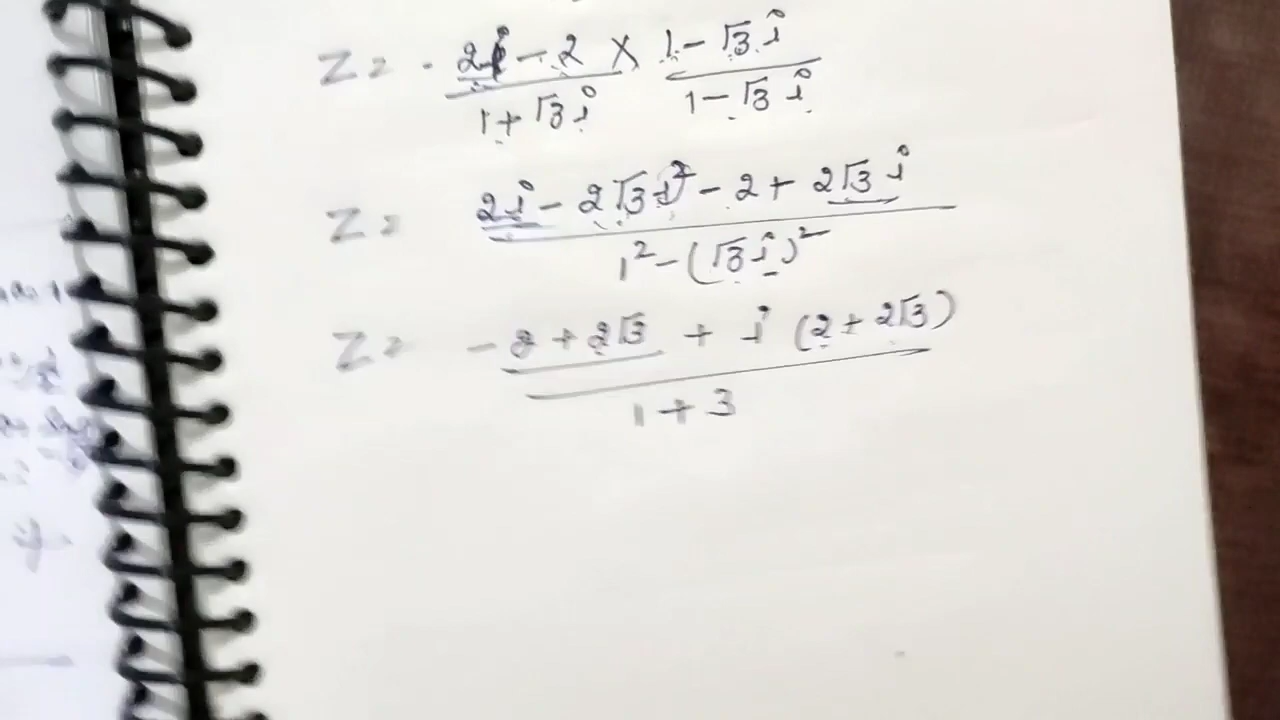 Z = 2i - 2 / 1 + √3 i × 1 - √3 i / 1 - √3 i
Z = 2i - 2√3 i² - 2 + 2√3 i / 1² - (√3 i)²
Z = -2 + 2√3 + i (2 + 2√3) / 1 + 3